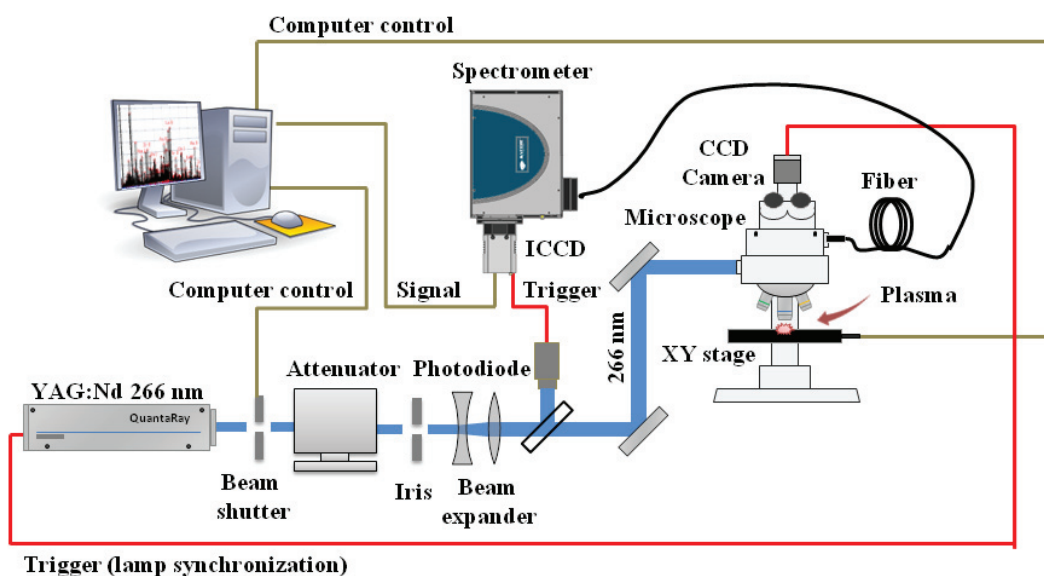 Computer control
Spectrometer
CCD
Camera
Fiber
Microscope
ICCD
Computer control
Signal
Trigger
Plasma
266 nm
XY stage
Attenuator
Photodiode
YAG:Nd 266 nm
QuantaRay
Beam
shutter
Iris
Beam
expander
Trigger (lamp synchronization)